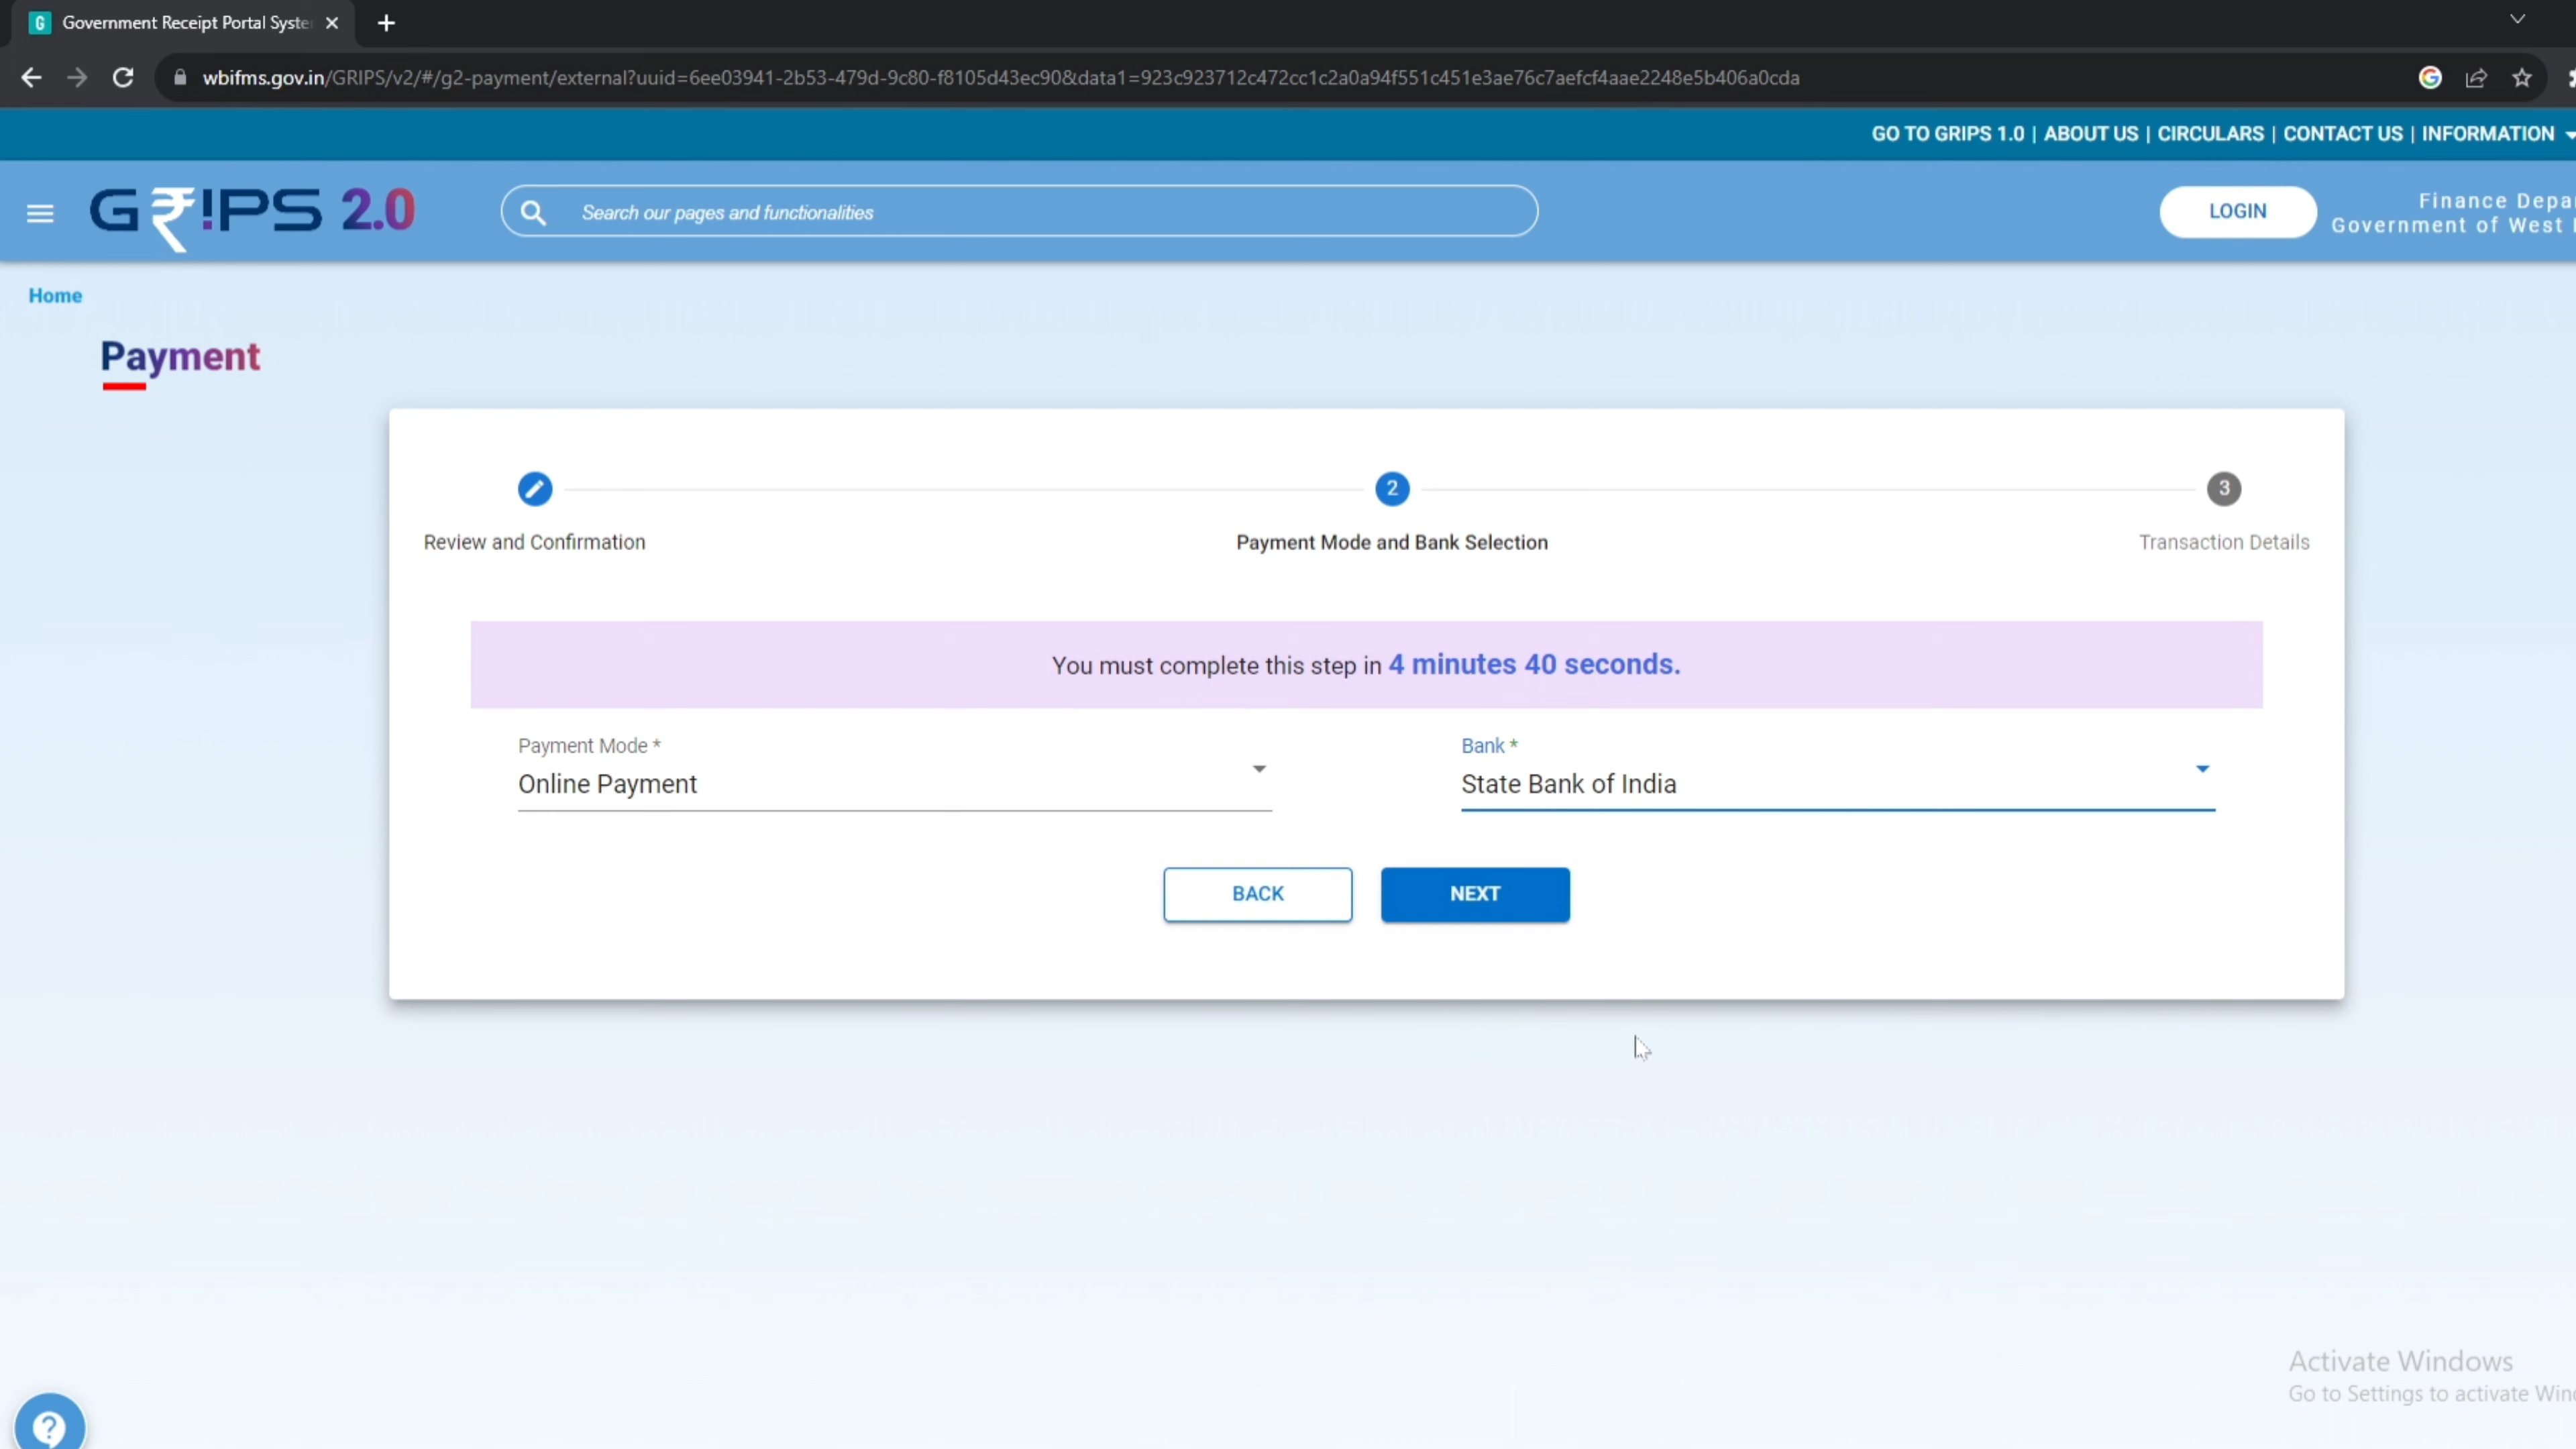 Government Receipt Portal Syste
wbifms.gov.in/GRIPS/v2/#/g2-payment/external?uuid=6ee03941-2b53-479d-9c80-f8105d43ec90&data1=923c923712c472cc1c2a0a94f551c451e3ae76c7aefcf4aae2248e5b406a0cda
GO TO GRIPS 1.0 | ABOUT US | CIRCULARS | CONTACT US | INFORMATION
G₹!PS 2.0
Search our pages and functionalities
LOGIN
Finance Depa
Government of West
Home
Payment
2
3
Review and Confirmation
Payment Mode and Bank Selection
Transaction Details
You must complete this step in 4 minutes 40 seconds.
Payment Mode *
Bank *
Online Payment
State Bank of India
BACK
NEXT
Activate Windows
Go to Settings to activate Win